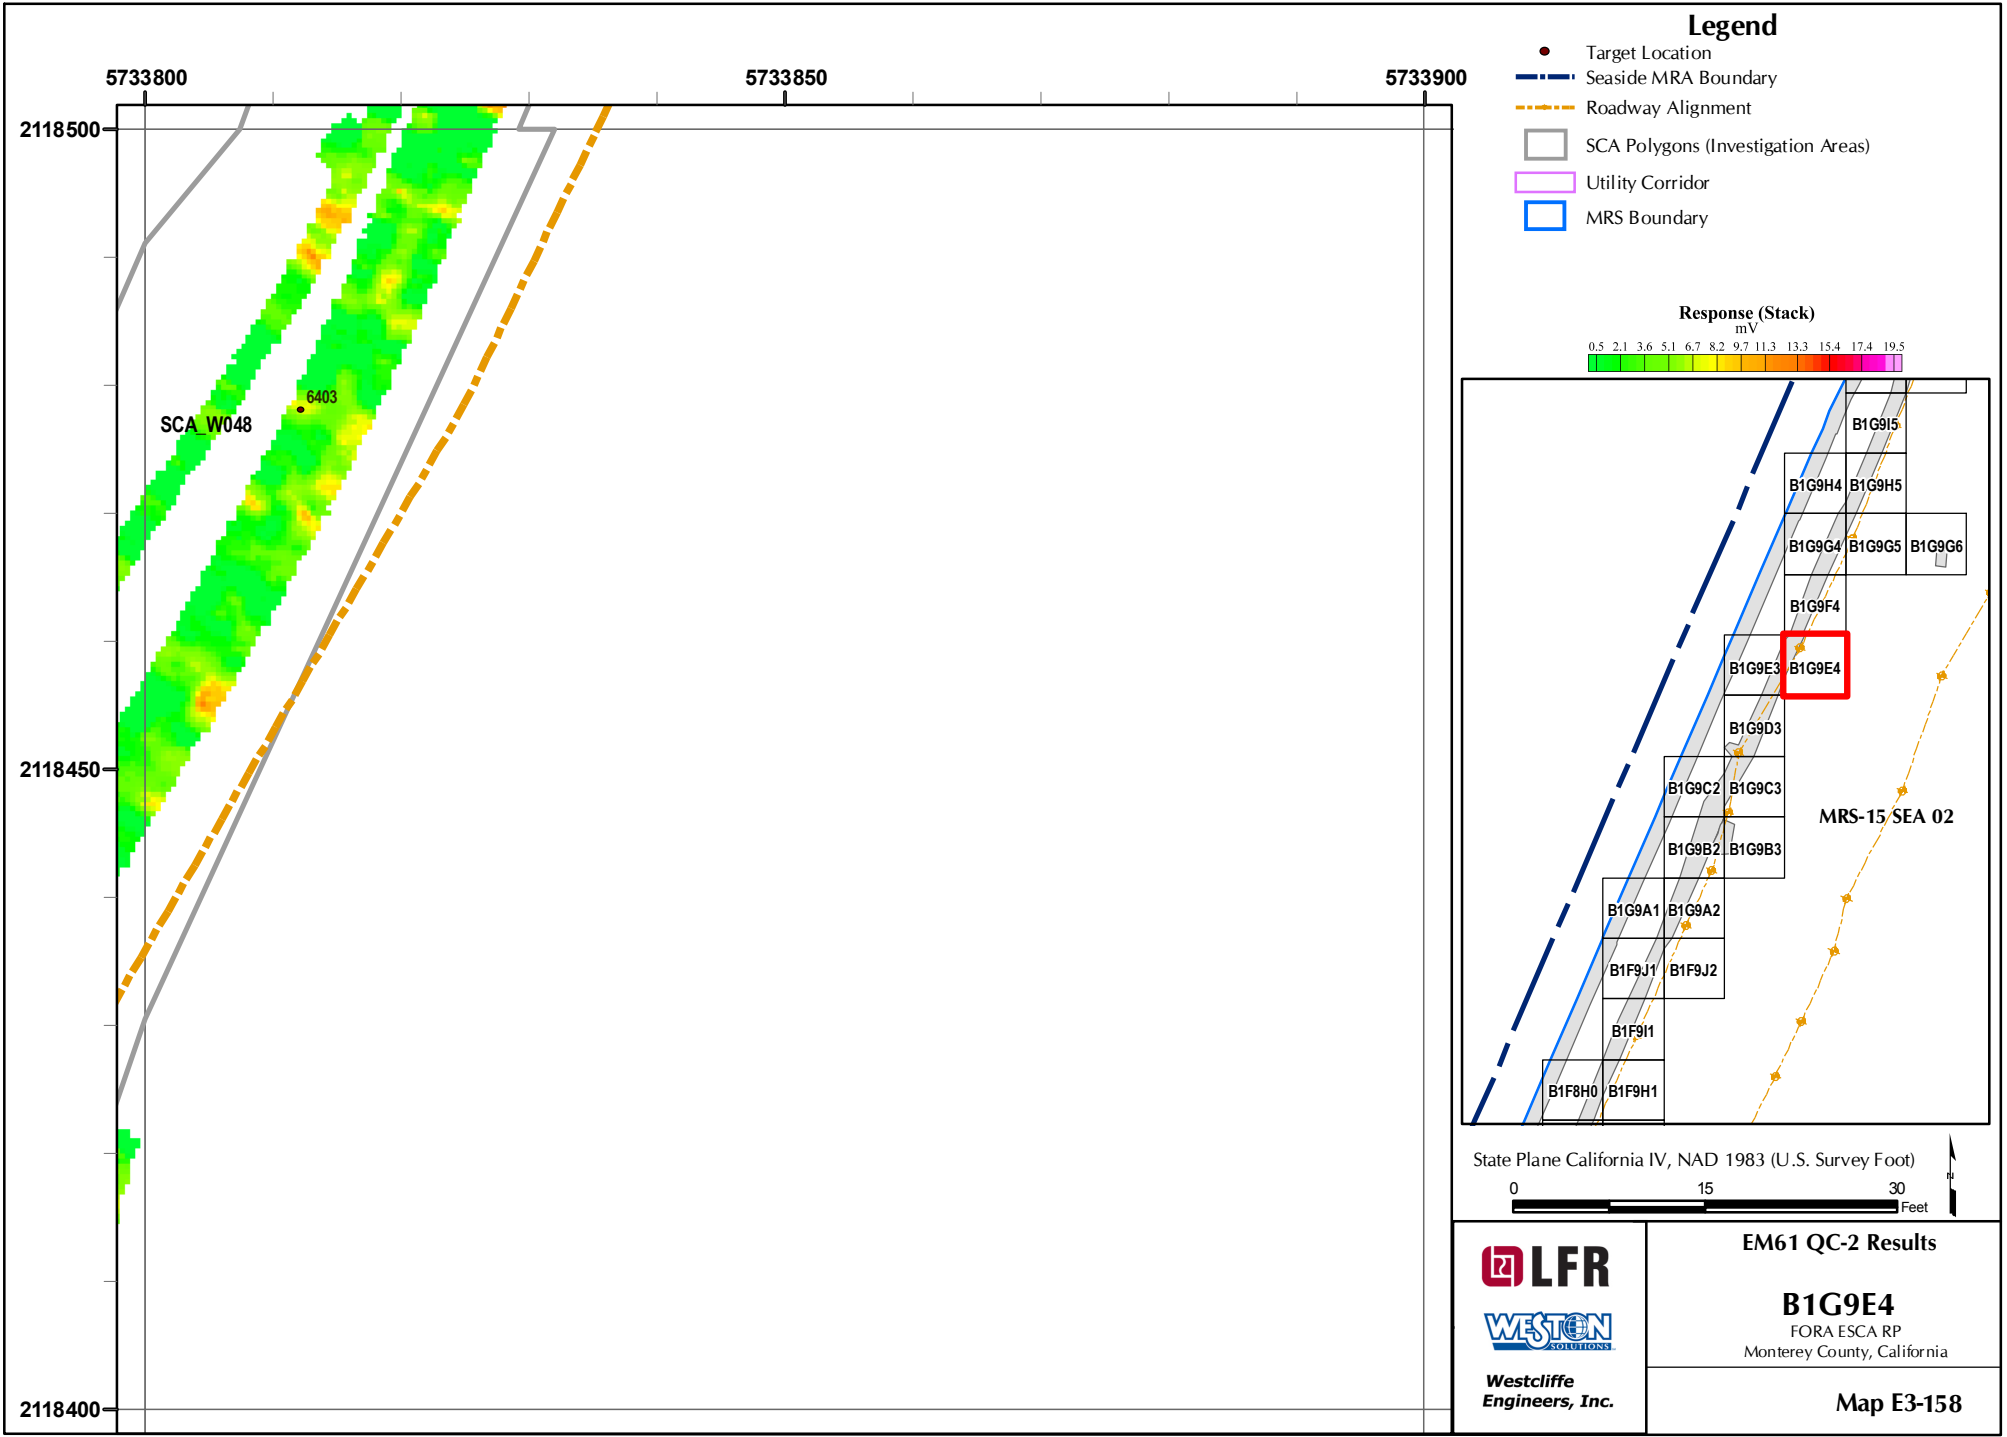 5733800
5733850
5733900
2118500
2118450
2118400
6403
SCA_W048
Legend
Target Location
Seaside MRA Boundary
Roadway Alignment
SCA Polygons (Investigation Areas)
Utility Corridor
MRS Boundary
Response (Stack)
mV
0.5 2.1 3.6 5.1 6.7 8.2 9.7 11.3 13.3 15.4 17.4 19.5
B1G9I5
B1G9H4 B1G9H5
B1G9G4 B1G9G5 B1G9G6
B1G9F4
B1G9E3 B1G9E4
B1G9D3
B1G9C2 B1G9C3
MRS-15 SEA 02
B1G9B2 B1G9B3
B1G9A1 B1G9A2
B1F9J1 B1F9J2
B1F9I1
B1F8H0 B1F9H1
State Plane California IV, NAD 1983 (U.S. Survey Foot)
N
0 15 30
Feet
LFR
WESTON
SOLUTIONS
Westcliffe
Engineers, Inc.
EM61 QC-2 Results
B1G9E4
FORA ESCA RP
Monterey County, California
Map E3-158